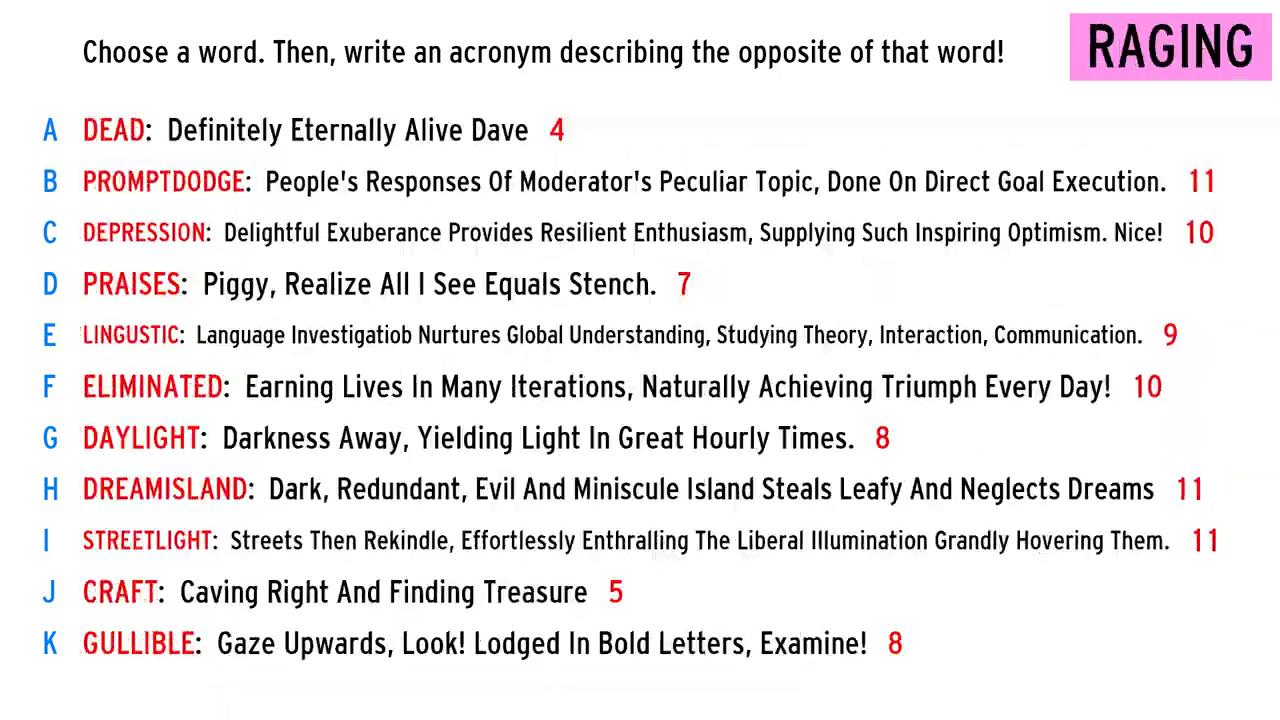 Choose a word. Then, write an acronym describing the opposite of that word!
RAGING
A DEAD: Definitely Eternally Alive Dave 4
B PROMPTDODGE: People's Responses Of Moderator's Peculiar Topic, Done On Direct Goal Execution. 11
C DEPRESSION: Delightful Exuberance Provides Resilient Enthusiasm, Supplying Such Inspiring Optimism. Nice! 10
D PRAISES: Piggy, Realize All I See Equals Stench. 7
E LINGUSTIC: Language Investigatiob Nurtures Global Understanding, Studying Theory, Interaction, Communication. 9
F ELIMINATED: Earning Lives In Many Iterations, Naturally Achieving Triumph Every Day! 10
G DAYLIGHT: Darkness Away, Yielding Light In Great Hourly Times. 8
H DREAMISLAND: Dark, Redundant, Evil And Miniscule Island Steals Leafy And Neglects Dreams 11
I STREETLIGHT: Streets Then Rekindle, Effortlessly Enthralling The Liberal Illumination Grandly Hovering Them. 11
J CRAFT: Caving Right And Finding Treasure 5
K GULLIBLE: Gaze Upwards, Look! Lodged In Bold Letters, Examine! 8